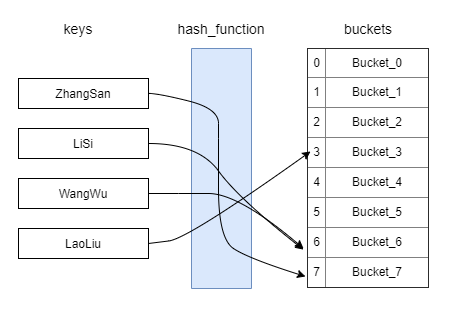 keys hash_function buckets
ZhangSan
LiSi
WangWu
LaoLiu
0 Bucket_0
1 Bucket_1
2 Bucket_2
3 Bucket_3
4 Bucket_4
5 Bucket_5
6 Bucket_6
7 Bucket_7